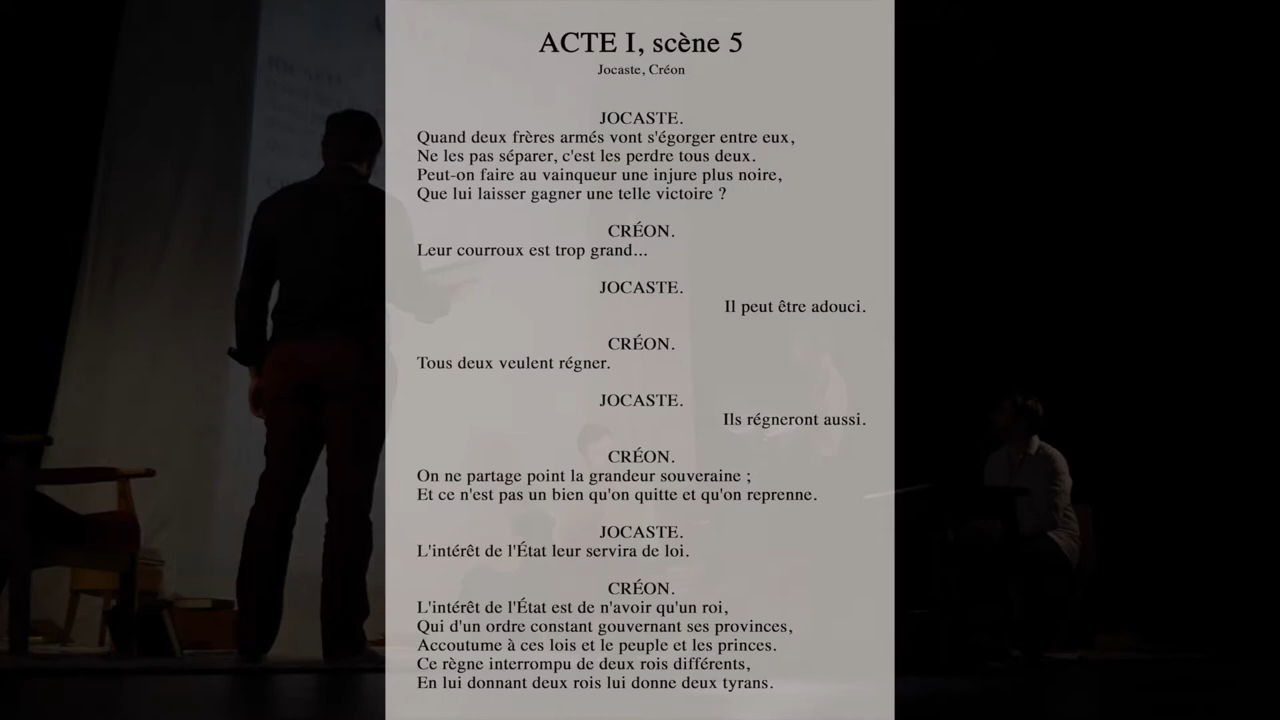 ACTE I, scène 5
Jocaste, Créon
JOCASTE.
Quand deux frères armés vont s'égorger entre eux,
Ne les pas séparer, c'est les perdre tous deux.
Peut-on faire au vainqueur une injure plus noire,
Que lui laisser gagner une telle victoire ?
CRÉON.
Leur courroux est trop grand...
JOCASTE.
Il peut être adouci.
CRÉON.
Tous deux veulent régner.
JOCASTE.
Ils régneront aussi.
CRÉON.
On ne partage point la grandeur souveraine ;
Et ce n'est pas un bien qu'on quitte et qu'on reprenne.
JOCASTE.
L'intérêt de l'État leur servira de loi.
CRÉON.
L'intérêt de l'État est de n'avoir qu'un roi,
Qui d'un ordre constant gouvernant ses provinces,
Accoutume à ces lois et le peuple et les princes.
Ce règne interrompu de deux rois différents,
En lui donnant deux rois lui donne deux tyrans.